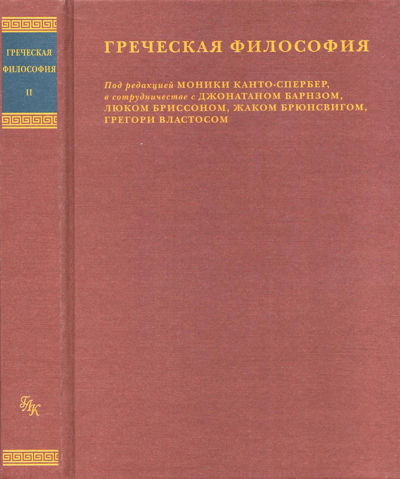 ГРЕЧЕСКАЯ
ФИЛОСОФИЯ
II
ГЛК
ГРЕЧЕСКАЯ ФИЛОСОФИЯ
Под редакцией МОНИКИ КАНТО-СПЕРБЕР,
в сотрудничестве с ДЖОНАТАНОМ БАРНЗОМ,
ЛЮКОМ БРИССОНОМ, ЖАКОМ БРЮНСВИГОМ,
ГРЕГОРИ ВЛАСТОСОМ